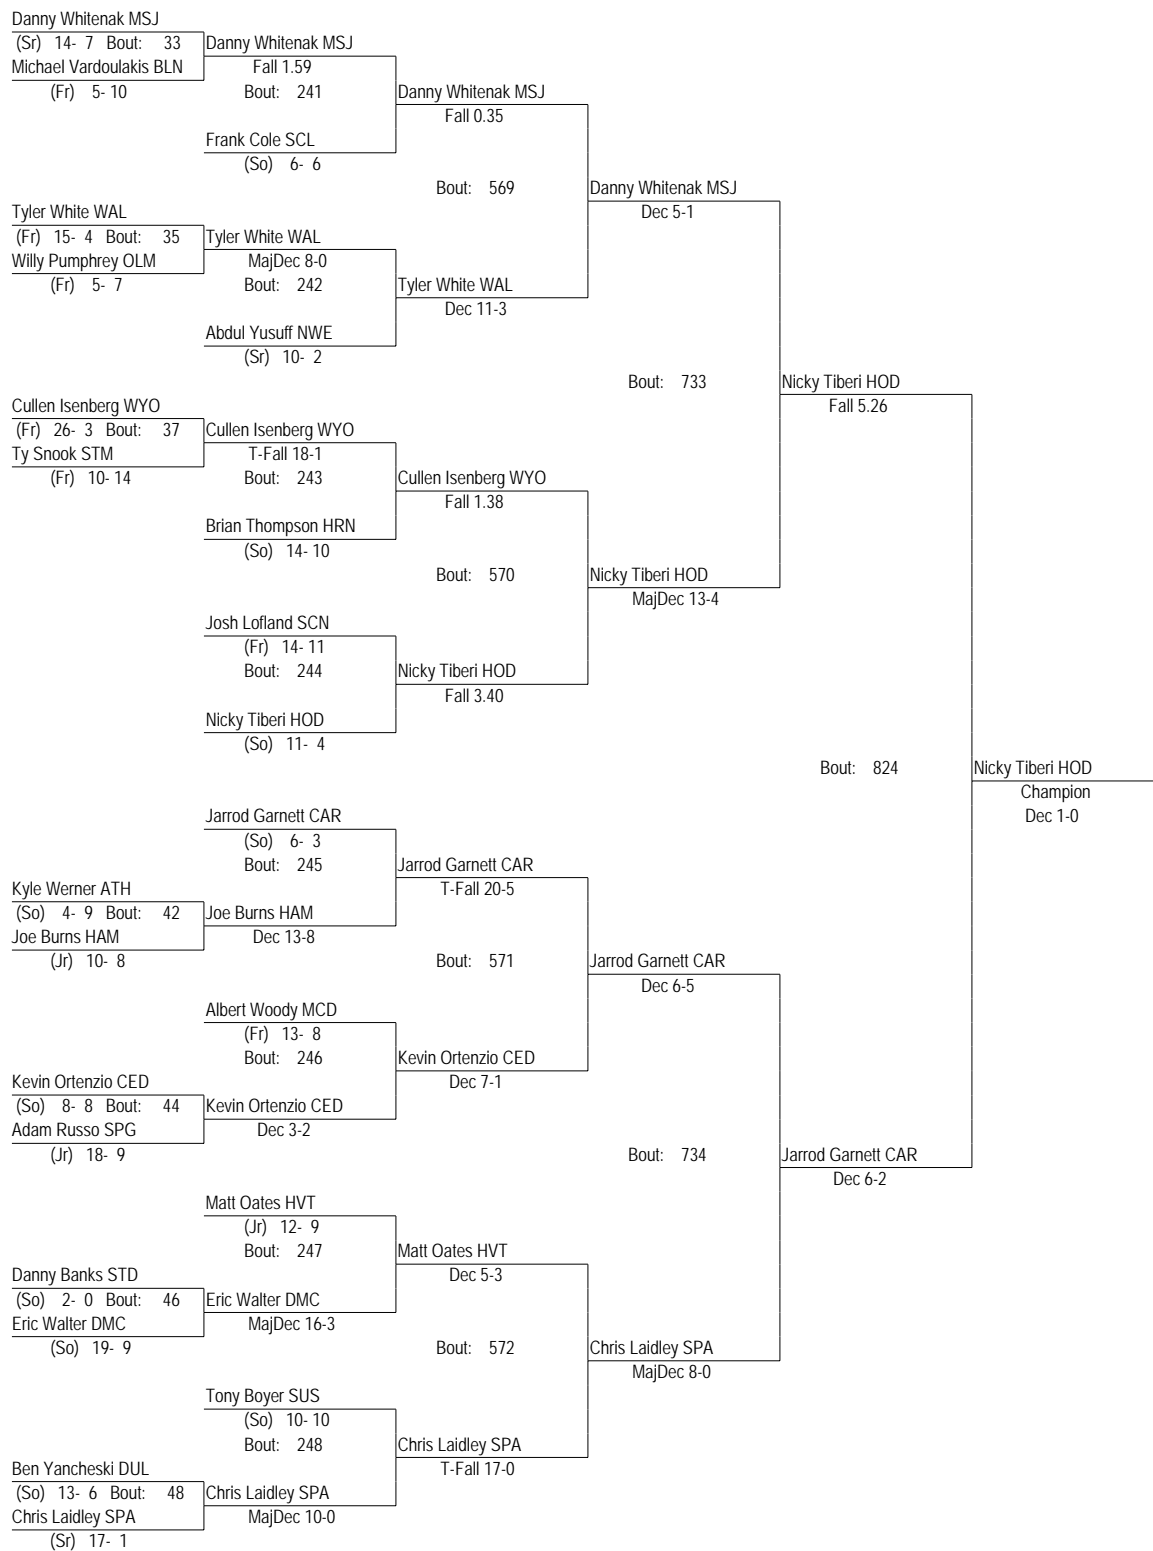 Danny Whitenak MSJ
(Sr) 14- 7 Bout: 33 Danny Whitenak MSJ
Michael Vardoulakis BLN Fall 1.59
(Fr) 5- 10 Bout: 241 Danny Whitenak MSJ
Fall 0.35
Frank Cole SCL
(So) 6- 6
Bout: 569 Danny Whitenak MSJ
Tyler White WAL Dec 5-1
(Fr) 15- 4 Bout: 35 Tyler White WAL
Willy Pumphrey OLM MajDec 8-0
(Fr) 5- 7 Bout: 242 Tyler White WAL
Dec 11-3
Abdul Yusuff NWE
(Sr) 10- 2
Bout: 733 Nicky Tiberi HOD
Cullen Isenberg WYO Fall 5.26
(Fr) 26- 3 Bout: 37 Cullen Isenberg WYO
Ty Snook STM T-Fall 18-1
(Fr) 10- 14 Bout: 243 Cullen Isenberg WYO
Fall 1.38
Brian Thompson HRN
(So) 14- 10
Bout: 570 Nicky Tiberi HOD
MajDec 13-4
Josh Lofland SCN
(Fr) 14- 11
Bout: 244 Nicky Tiberi HOD
Fall 3.40
Nicky Tiberi HOD
(So) 11- 4
Bout: 824 Nicky Tiberi HOD
Champion
Jarrod Garnett CAR Dec 1-0
(So) 6- 3
Bout: 245 Jarrod Garnett CAR
Kyle Werner ATH T-Fall 20-5
(So) 4- 9 Bout: 42 Joe Burns HAM
Joe Burns HAM Dec 13-8
(Jr) 10- 8 Bout: 571 Jarrod Garnett CAR
Dec 6-5
Albert Woody MCD
(Fr) 13- 8
Bout: 246 Kevin Ortenzio CED
Kevin Ortenzio CED Dec 7-1
(So) 8- 8 Bout: 44 Kevin Ortenzio CED
Adam Russo SPG Dec 3-2
(Jr) 18- 9 Bout: 734 Jarrod Garnett CAR
Dec 6-2
Matt Oates HVT
(Jr) 12- 9
Bout: 247 Matt Oates HVT
Danny Banks STD Dec 5-3
(So) 2- 0 Bout: 46 Eric Walter DMC
Eric Walter DMC MajDec 16-3
(So) 19- 9 Bout: 572 Chris Laidley SPA
MajDec 8-0
Tony Boyer SUS
(So) 10- 10
Bout: 248 Chris Laidley SPA
Ben Yancheski DUL T-Fall 17-0
(So) 13- 6 Bout: 48 Chris Laidley SPA
Chris Laidley SPA MajDec 10-0
(Sr) 17- 1